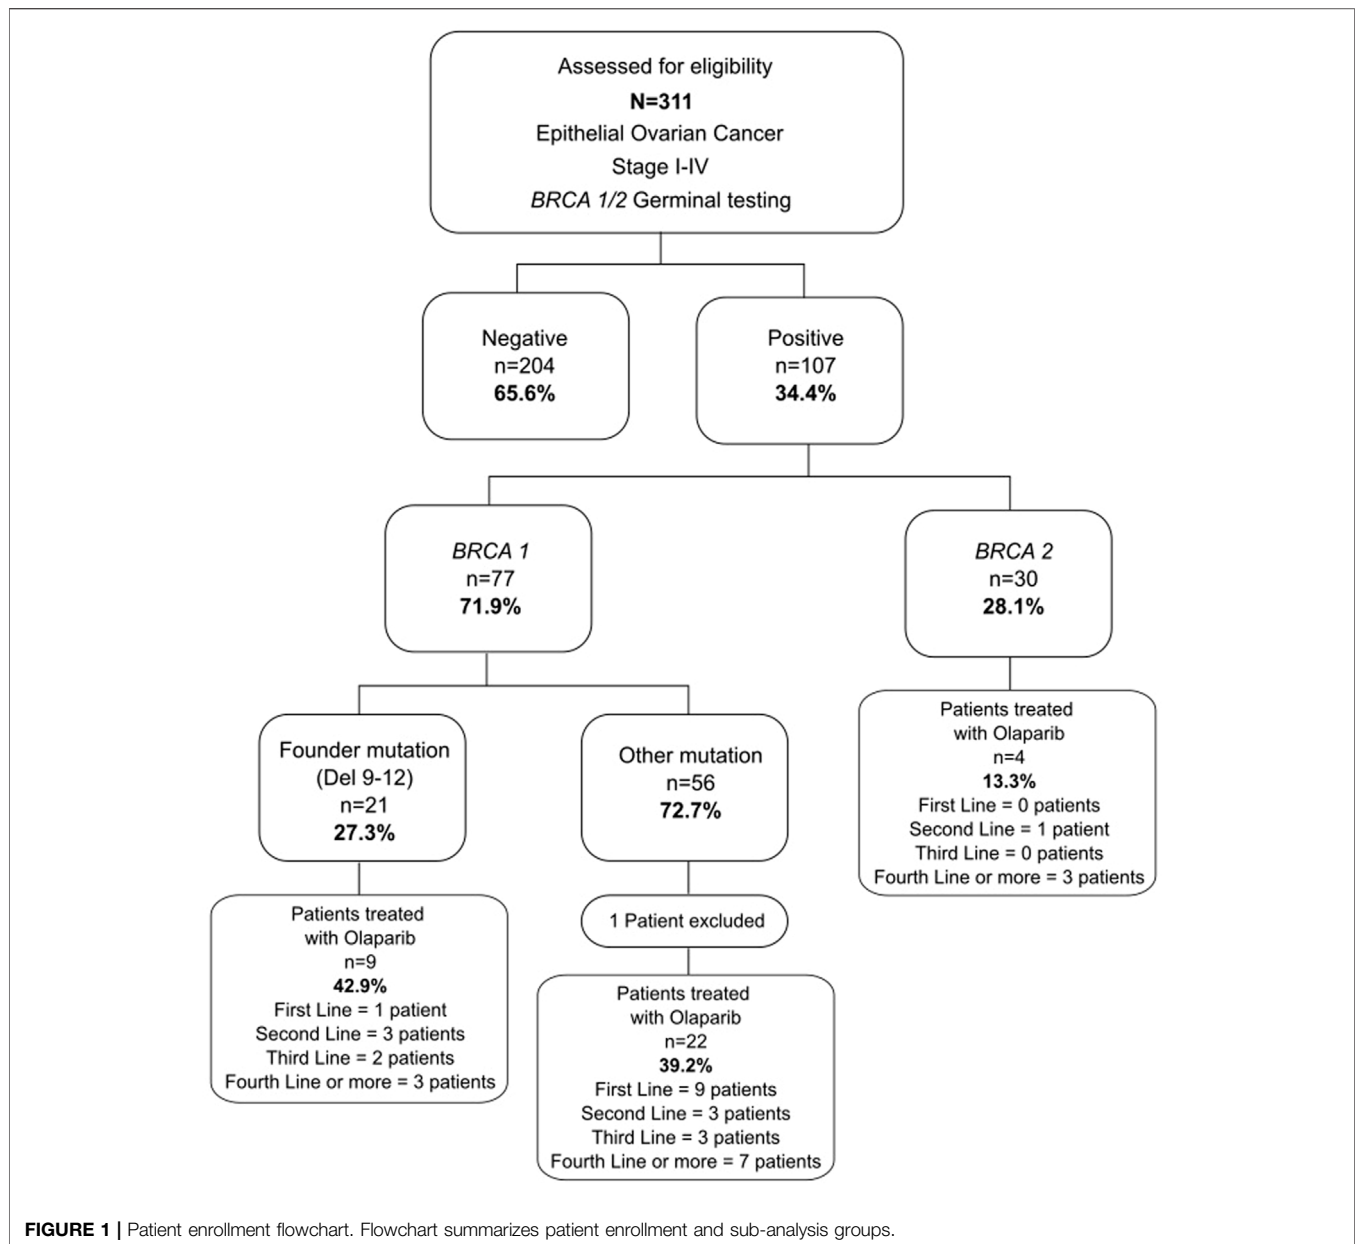 Assessed for eligibility
N=311
Epithelial Ovarian Cancer
Stage I-IV
BRCA 1/2 Germinal testing
Negative
n=204
65.6%
Positive
n=107
34.4%
BRCA 1
n=77
71.9%
BRCA 2
n=30
28.1%
Founder mutation
(Del 9-12)
n=21
27.3%
Other mutation
n=56
72.7%
Patients treated
with Olaparib
n=4
13.3%
First Line = 0 patients
Second Line = 1 patient
Third Line = 0 patients
Fourth Line or more = 3 patients
Patients treated
with Olaparib
n=9
42.9%
First Line = 1 patient
Second Line = 3 patients
Third Line = 2 patients
Fourth Line or more = 3 patients
1 Patient excluded
Patients treated
with Olaparib
n=22
39.2%
First Line = 9 patients
Second Line = 3 patients
Third Line = 3 patients
Fourth Line or more = 7 patients
FIGURE 1 | Patient enrollment flowchart. Flowchart summarizes patient enrollment and sub-analysis groups.